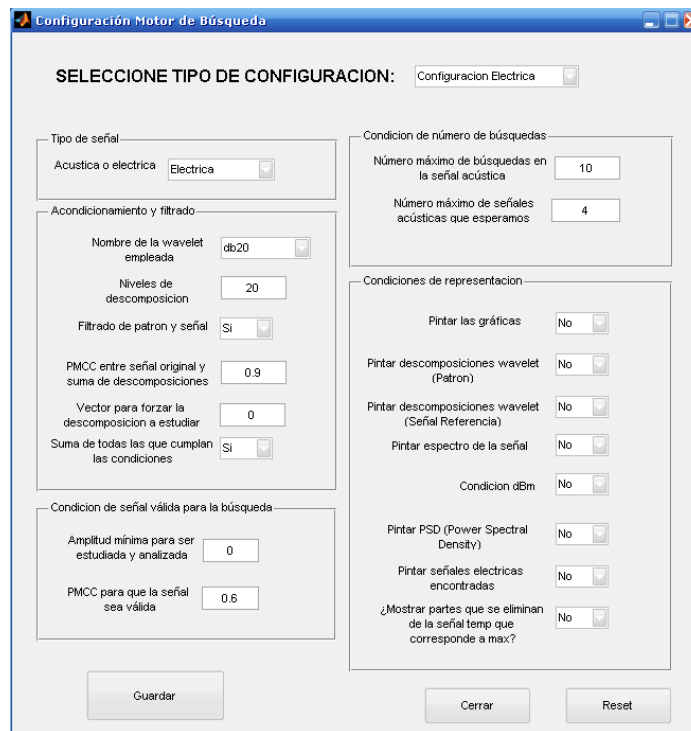 Configuración Motor de Búsqueda
SELECCIONE TIPO DE CONFIGURACION:
Configuracion Electrica
Tipo de señal
Acustica o electrica
Electrica
Acondicionamiento y filtrado
Nombre de la wavelet
empleada
db20
Niveles de
descomposicion
20
Filtrado de patron y señal
Si
PMCC entre señal original y
suma de descomposiciones
0.9
Vector para forzar la
descomposicion a estudiar
0
Suma de todas las que cumplan
las condiciones
Si
Condicion de señal válida para la búsqueda
Amplitud mínima para ser
estudiada y analizada
0
PMCC para que la señal
sea válida
0.6
Condicion de número de búsquedas
Número máximo de búsquedas en
la señal acústica
10
Número máximo de señales
acústicas que esperamos
4
Condiciones de representacion
Pintar las gráficas
No
Pintar descomposiciones wavelet
(Patron)
No
Pintar descomposiciones wavelet
(Señal Referencia)
No
Pintar espectro de la señal
No
Condicion dBm
No
Pintar PSD (Power Spectral
Density)
No
Pintar señales electricas
encontradas
No
¿Mostrar partes que se eliminan
de la señal temp que
corresponde a max?
No
Guardar
Cerrar
Reset